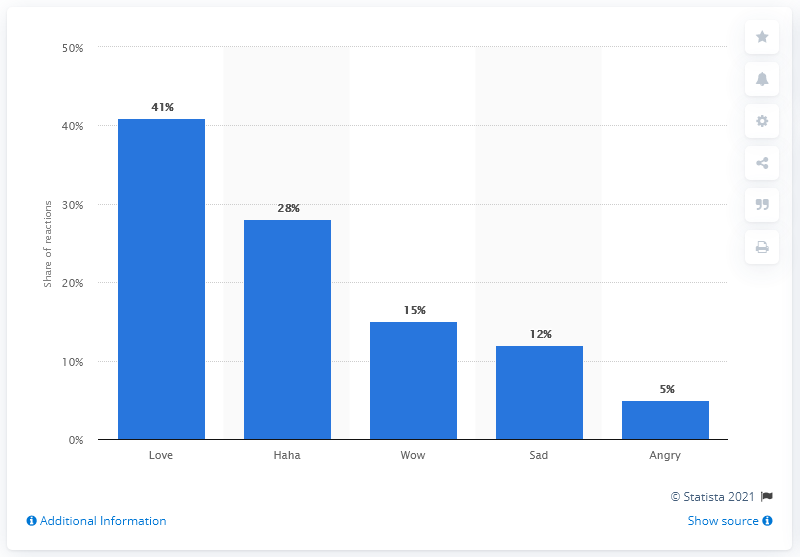 50%
40%
30%
20%
10%
0%
Share of reactions
41%
28%
15%
12%
5%
Love Haha Wow Sad Angry
© Statista 2021
Additional Information Show source